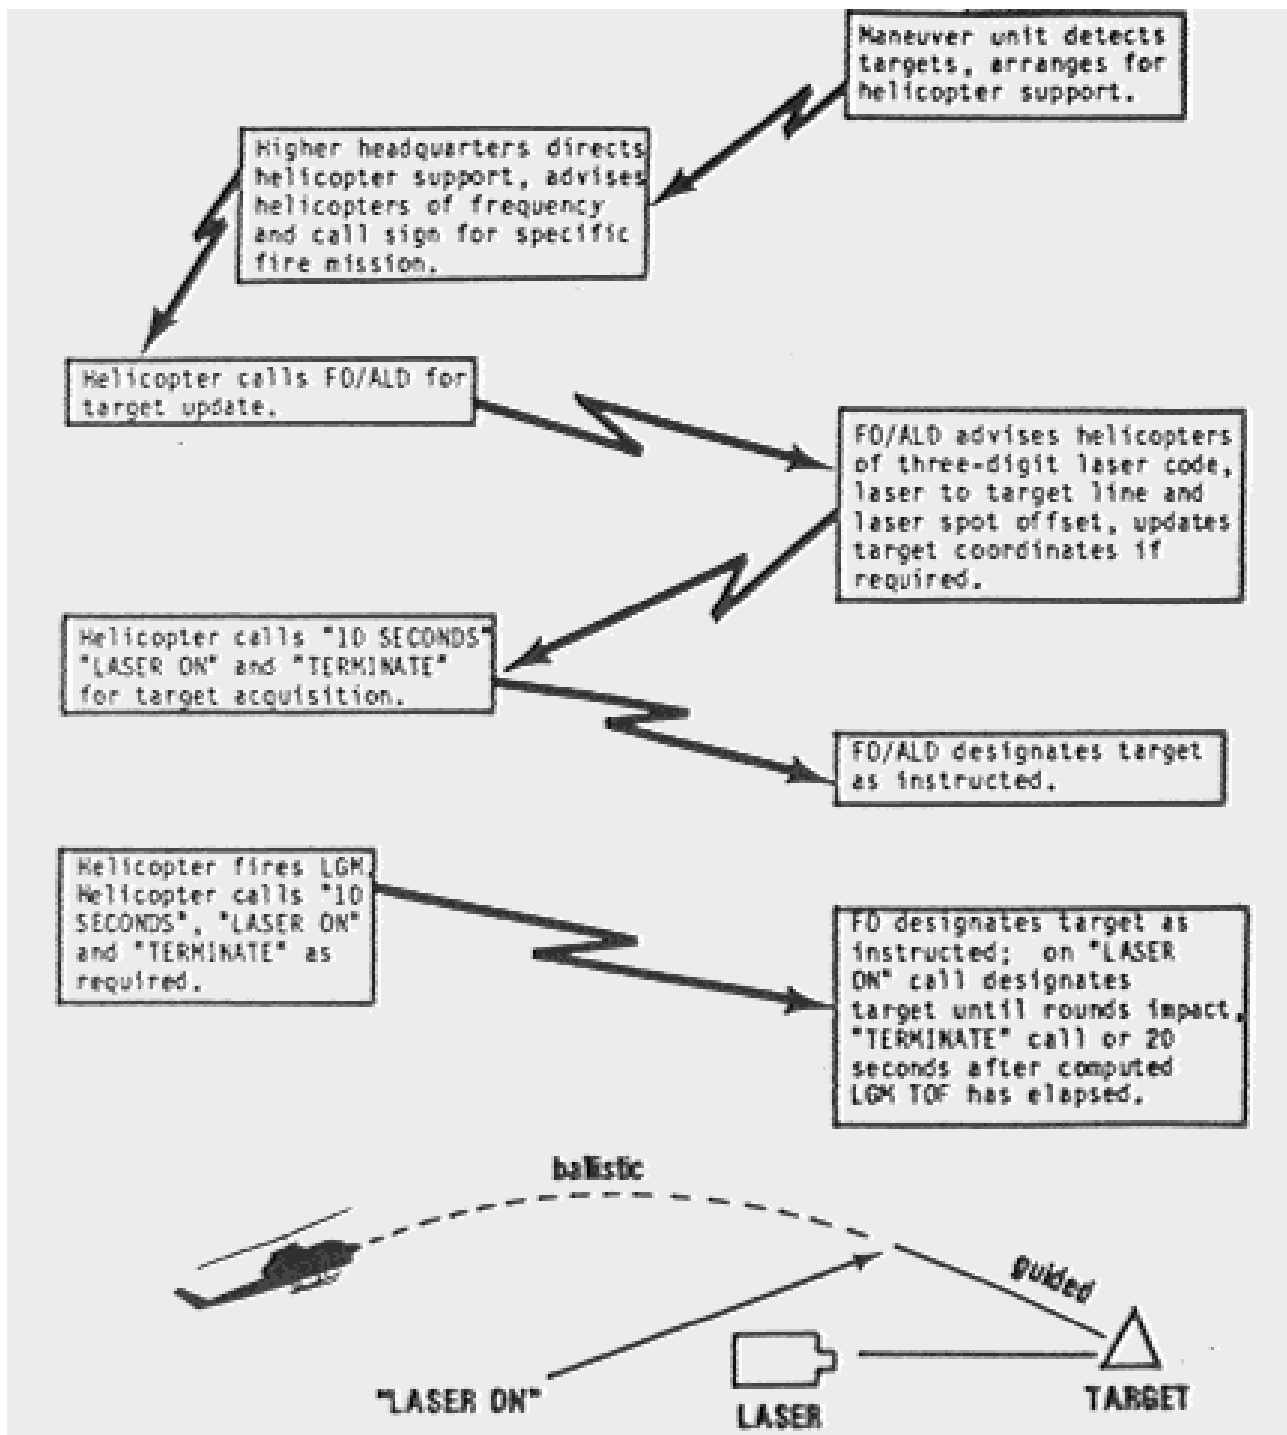 Maneuver unit detects
targets, arranges for
helicopter support.
Higher headquarters directs
helicopter support, advises
helicopters of frequency
and call sign for specific
fire mission.
Helicopter calls FO/ALD for
target update.
FO/ALD advises helicopters
of three-digit laser code,
laser to target line and
laser spot offset, updates
target coordinates if
required.
Helicopter calls "10 SECONDS"
"LASER ON" and "TERMINATE"
for target acquisition.
FO/ALD designates target
as instructed.
Helicopter fires LGM.
Helicopter calls "10
SECONDS", "LASER ON"
and "TERMINATE" as
required.
FO designates target as
instructed; on "LASER
ON" call designates
target until rounds impact,
"TERMINATE" call or 20
seconds after computed
LGM TOF has elapsed.
ballistic
guided
"LASER ON"
LASER
TARGET